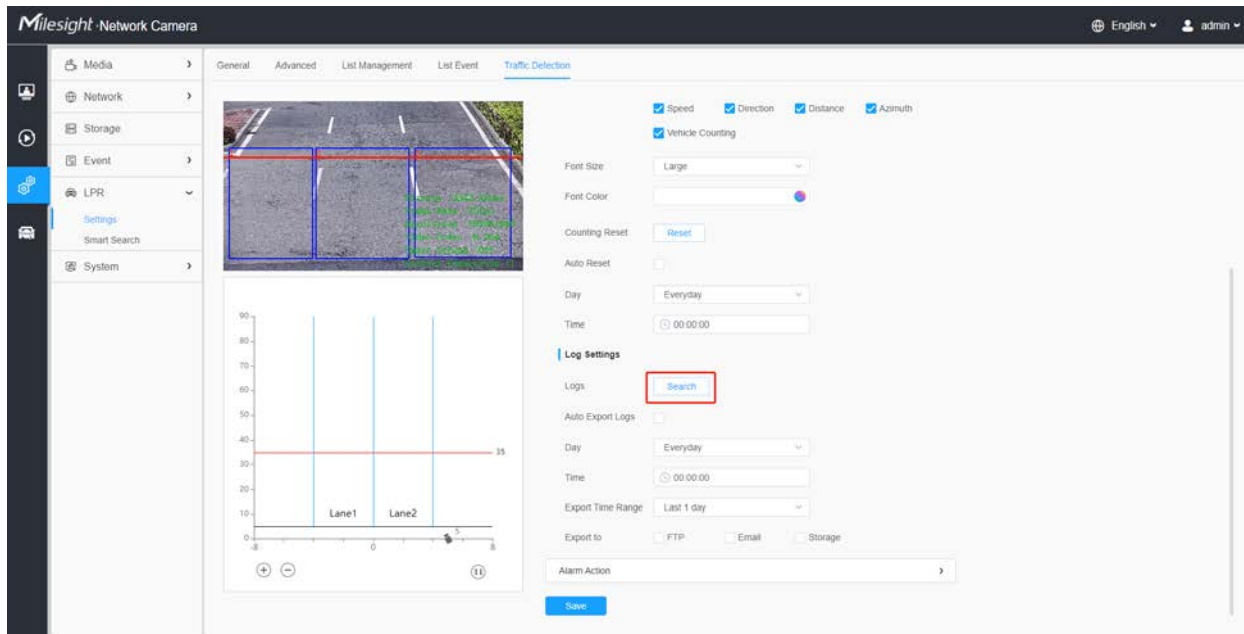 Milesight · Network Camera
English
admin
Media
General
Advanced
List Management
List Event
Traffic Detection
Network
Storage
Event
LPR
Settings
Smart Search
System
Speed
Direction
Distance
Azimuth
Vehicle Counting
Font Size
Large
Font Color
Counting Reset
Reset
Auto Reset
Day
Everyday
Time
00:00:00
Log Settings
Logs
Search
Auto Export Logs
Day
Everyday
Time
00:00:00
Export Time Range
Last 1 day
Export to
FTP
Email
Storage
Alarm Action
Save
90
80
70
60
50
40
35
30
20
10
Lane1
Lane2
5
0
-8
0
8